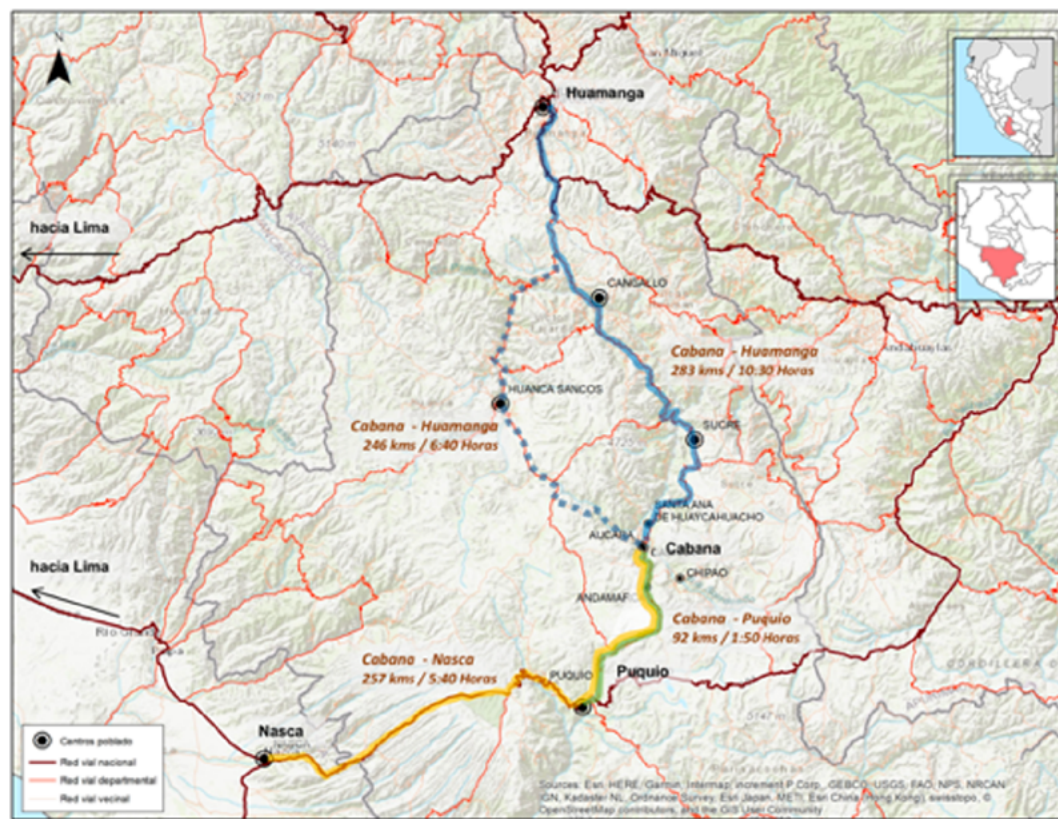 N
Huamanga
hacia Lima
CANGALLO
Cabana - Huamanga
283 kms / 10:30 Horas
HUANCA SANCOS
Cabana - Huamanga
246 kms / 6:40 Horas
SUCRE
SANTA ANA
DE HUAYCAHUACHO
AUCARA
Cabana
CHIPAO
hacia Lima
ANDAMAR
Cabana - Puquio
92 kms / 1:50 Horas
Cabana - Nasca
257 kms / 5:40 Horas
PUQUIO
Puquio
Nasca
Centros poblado
Red vial nacional
Red vial departmental
Red vial vecinal
Sources: Esri, HERE, Garmin, Intermap, increment P Corp., GEBCO, USGS, FAO, NPS, NRCAN,
IGN, Kadaster NL, Ordnance Survey, Esri Japan, METI, Esri China (Hong Kong), swisstopo, ©
OpenStreetMap contributors, and the GIS User Community